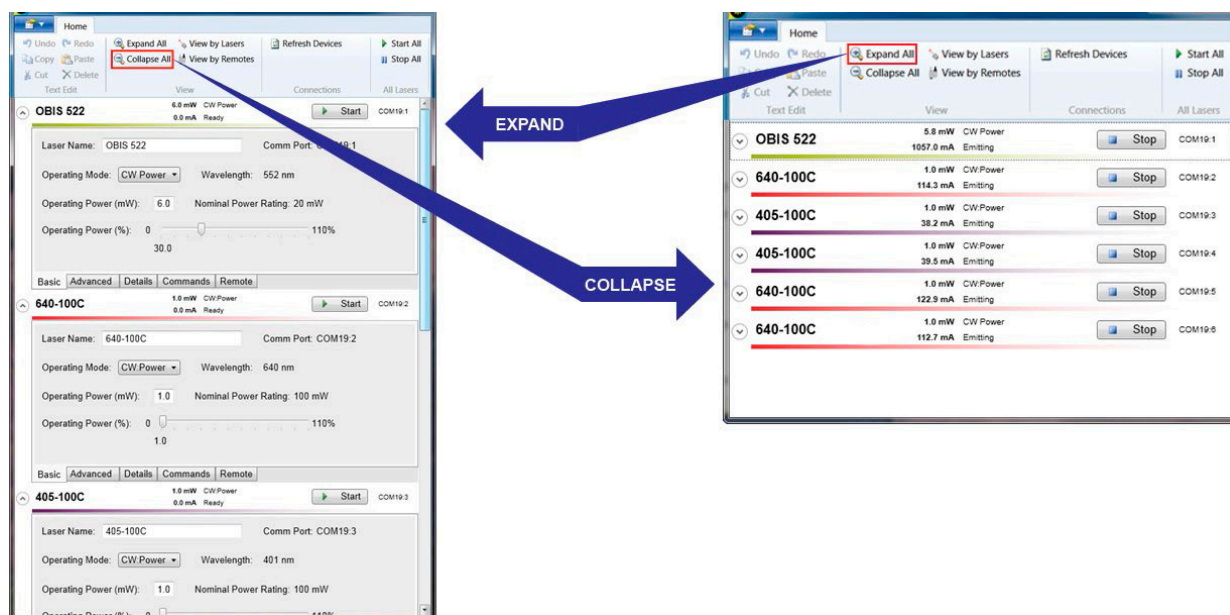 Home
Undo Redo Expand All View by Lasers Refresh Devices Start All
Copy Paste Collapse All View by Remotes Stop All
Cut Delete
Text Edit View Connections All Lasers
OBIS 522 6.0 mW CW:Power Start COM19:1
0.0 mA Ready
Laser Name: OBIS 522 Comm Port: COM19:1
Operating Mode: CW:Power Wavelength: 552 nm
Operating Power (mW): 6.0 Nominal Power Rating: 20 mW
Operating Power (%): 0 110%
30.0
Basic Advanced Details Commands Remote
640-100C 1.0 mW CW:Power Start COM19:2
0.0 mA Ready
Laser Name: 640-100C Comm Port: COM19:2
Operating Mode: CW:Power Wavelength: 640 nm
Operating Power (mW): 1.0 Nominal Power Rating: 100 mW
Operating Power (%): 0 110%
1.0
Basic Advanced Details Commands Remote
405-100C 1.0 mW CW:Power Start COM19:3
0.0 mA Ready
Laser Name: 405-100C Comm Port: COM19:3
Operating Mode: CW:Power Wavelength: 401 nm
Operating Power (mW): 1.0 Nominal Power Rating: 100 mW
Operating Power (%): 0 110%
EXPAND
COLLAPSE
Home
Undo Redo Expand All View by Lasers Refresh Devices Start All
Paste Collapse All View by Remotes Stop All
Cut Delete
Text Edit View Connections All Lasers
OBIS 522 5.8 mW CW:Power Stop COM19:1
1057.0 mA Emitting
640-100C 1.0 mW CW:Power Stop COM19:2
114.3 mA Emitting
405-100C 1.0 mW CW:Power Stop COM19:3
38.2 mA Emitting
405-100C 1.0 mW CW:Power Stop COM19:4
39.5 mA Emitting
640-100C 1.0 mW CW:Power Stop COM19:5
122.9 mA Emitting
640-100C 1.0 mW CW:Power Stop COM19:6
112.7 mA Emitting